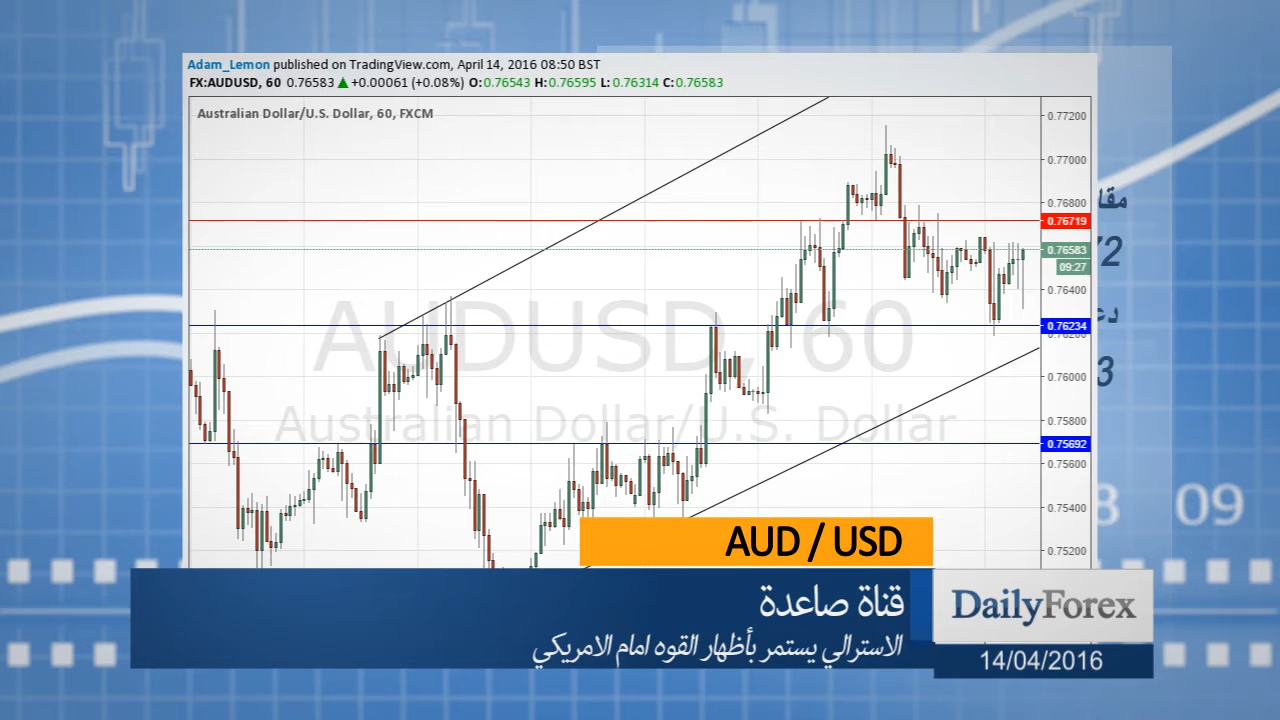 Adam_Lemon published on TradingView.com, April 14, 2016 08:50 BST
FX:AUDUSD, 60 0.76583 ▲ +0.00061 (+0.08%) O:0.76543 H:0.76595 L:0.76314 C:0.76583
Australian Dollar/U.S. Dollar, 60, FXCM
AUDUSD, 60
Australian Dollar/U.S. Dollar
0.77200
0.77000
0.76800
0.76719
0.76583
09:27
0.76400
0.76234
0.76200
0.76000
0.75800
0.75692
0.75600
0.75400
0.75200
09
AUD / USD
قناة صاعدة
الاسترالي يستمر بأظهار القوه امام الامريكي
DailyForex
14/04/2016